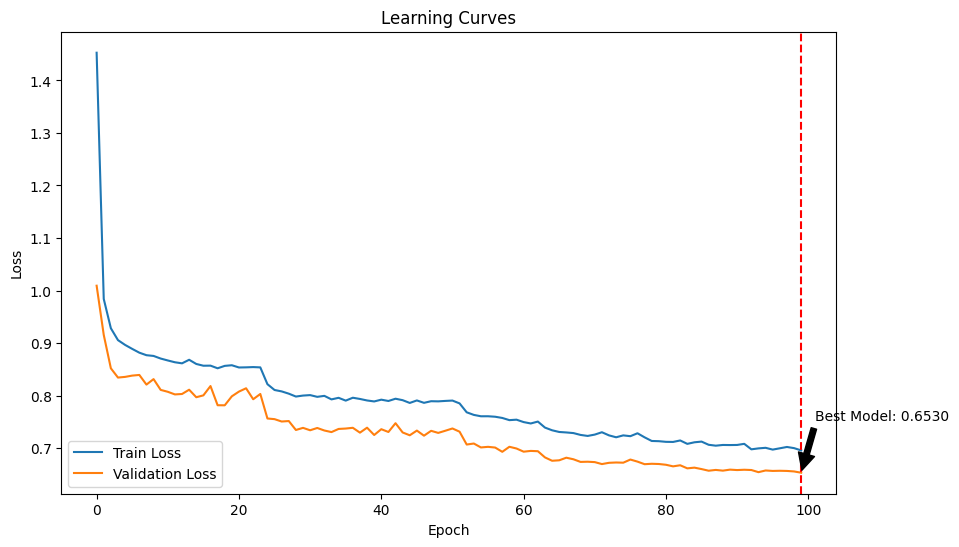 Learning Curves
Loss
1.4
1.3
1.2
1.1
1.0
0.9
0.8
0.7
Best Model: 0.6530
Train Loss
Validation Loss
0 20 40 60 80 100
Epoch